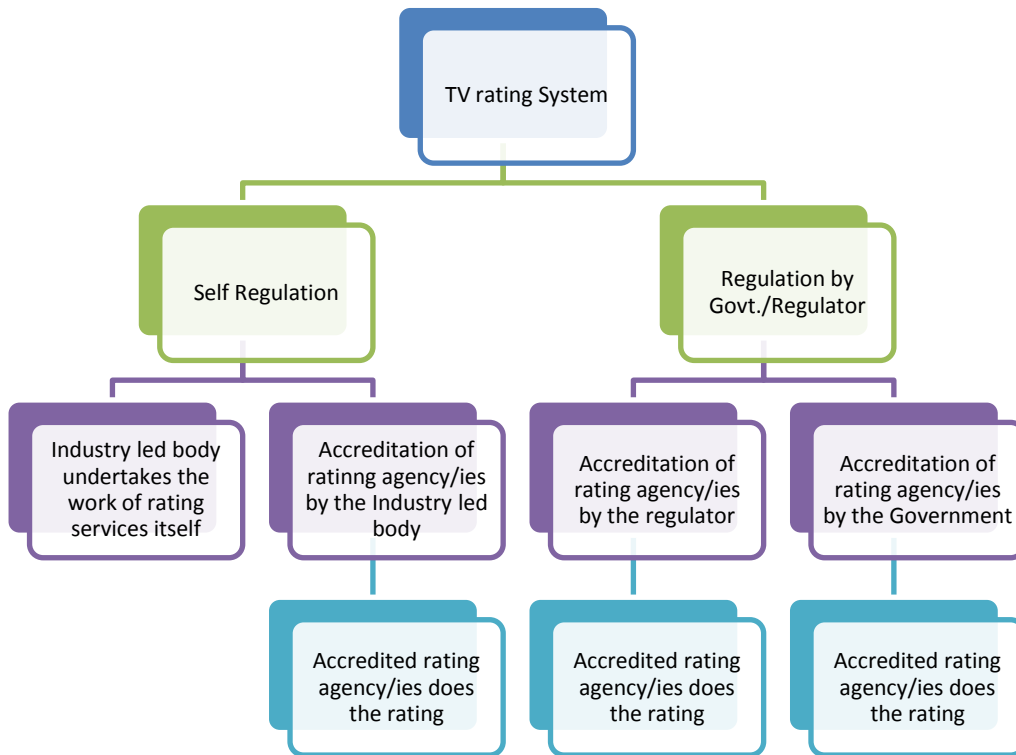 TV rating System
Self Regulation
Regulation by
Govt./Regulator
Industry led body
undertakes the
work of rating
services itself
Accreditation of
ratinng agency/ies
by the Industry led
body
Accreditation of
rating agency/ies
by the regulator
Accreditation of
rating agency/ies
by the Government
Accredited rating
agency/ies does
the rating
Accredited rating
agency/ies does
the rating
Accredited rating
agency/ies does
the rating